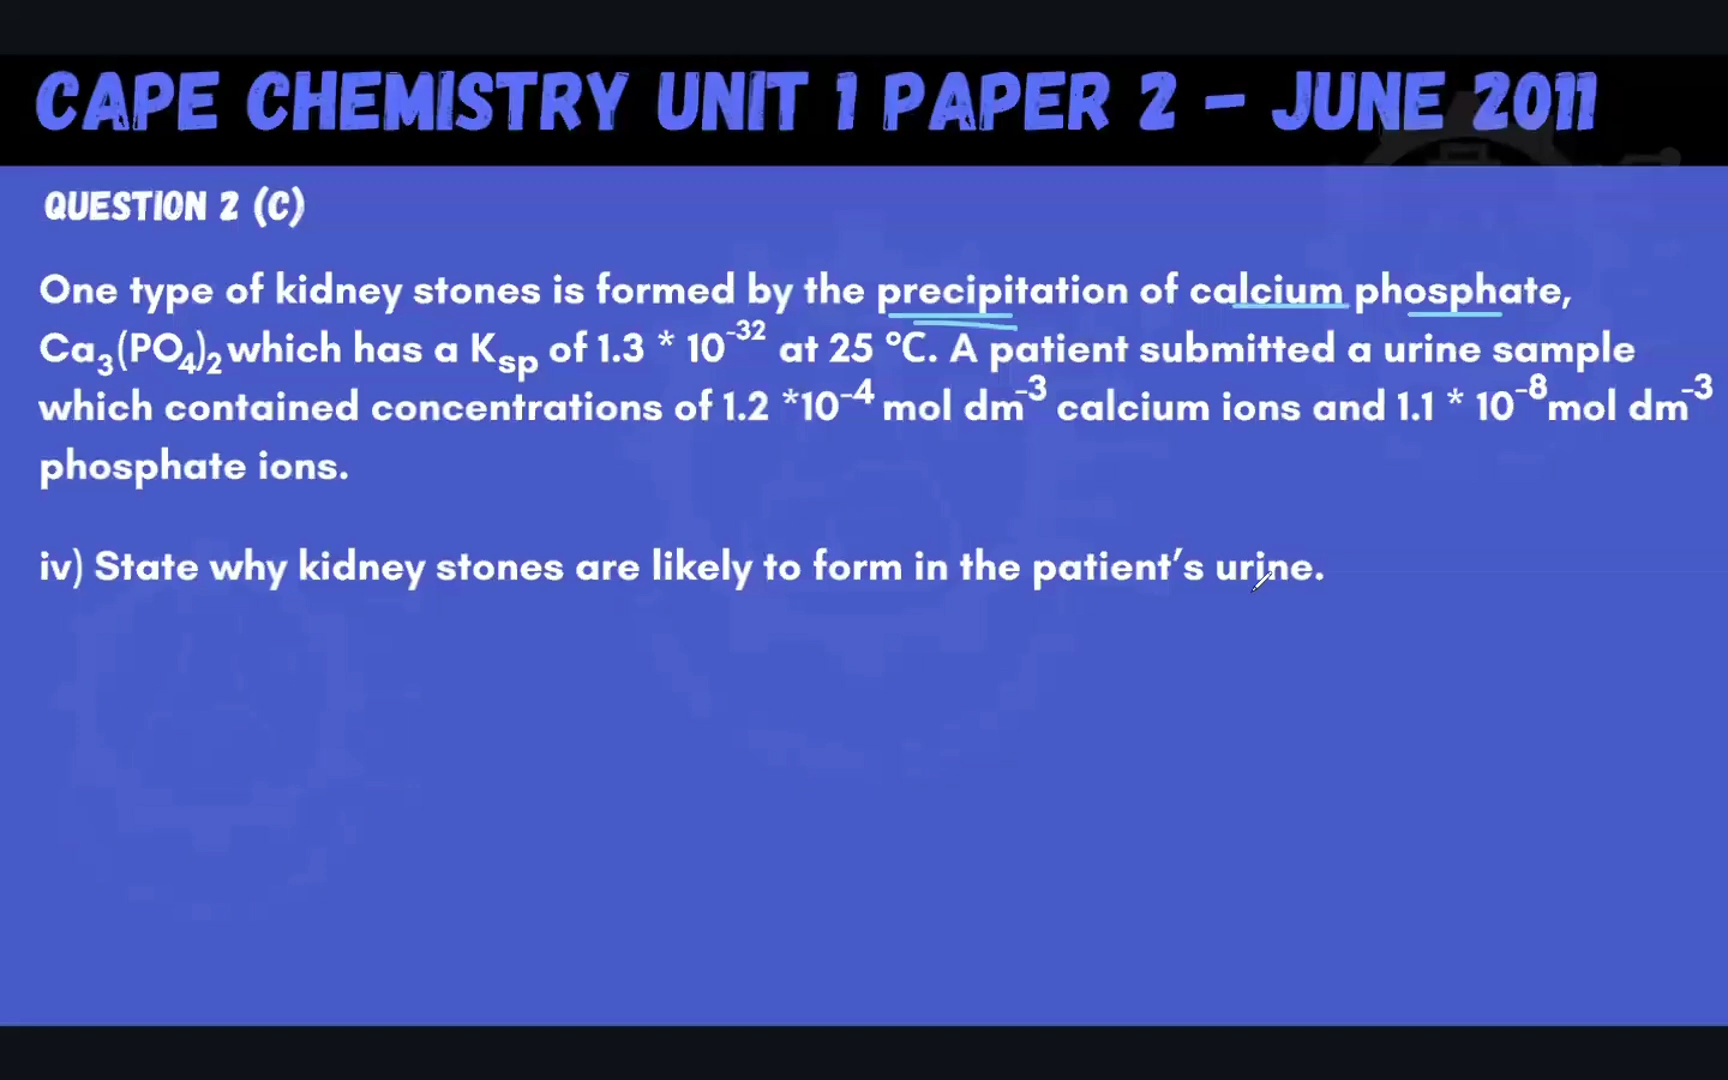 CAPE CHEMISTRY UNIT 1 PAPER 2 – JUNE 2011
QUESTION 2 (C)
One type of kidney stones is formed by the precipitation of calcium phosphate,
Ca₃(PO₄)₂ which has a Ksp of 1.3 * 10⁻³² at 25 °C. A patient submitted a urine sample
which contained concentrations of 1.2 *10⁻⁴ mol dm⁻³ calcium ions and 1.1 * 10⁻⁸ mol dm⁻³
phosphate ions.
iv) State why kidney stones are likely to form in the patient’s urine.